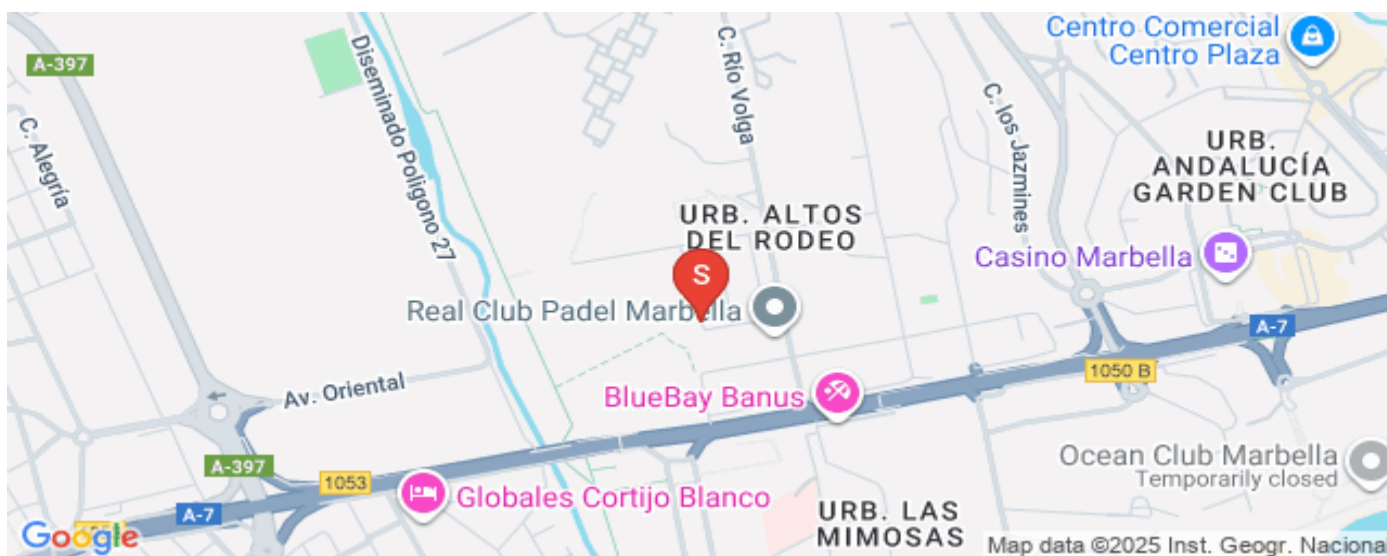 Centro Comercial
Centro Plaza
A-397
C. Alegría
Diseminado Polígono 27
C. Río Volga
C. los Jazmines
URB.
ANDALUCÍA
GARDEN CLUB
URB. ALTOS
DEL RODEO
Casino Marbella
S
Real Club Padel Marbella
A-7
1050 B
Av. Oriental
BlueBay Banus
A-397
1053
Globales Cortijo Blanco
Ocean Club Marbella
Temporarily closed
A-7
URB. LAS
MIMOSAS
Google
Map data ©2025 Inst. Geogr. Naciona